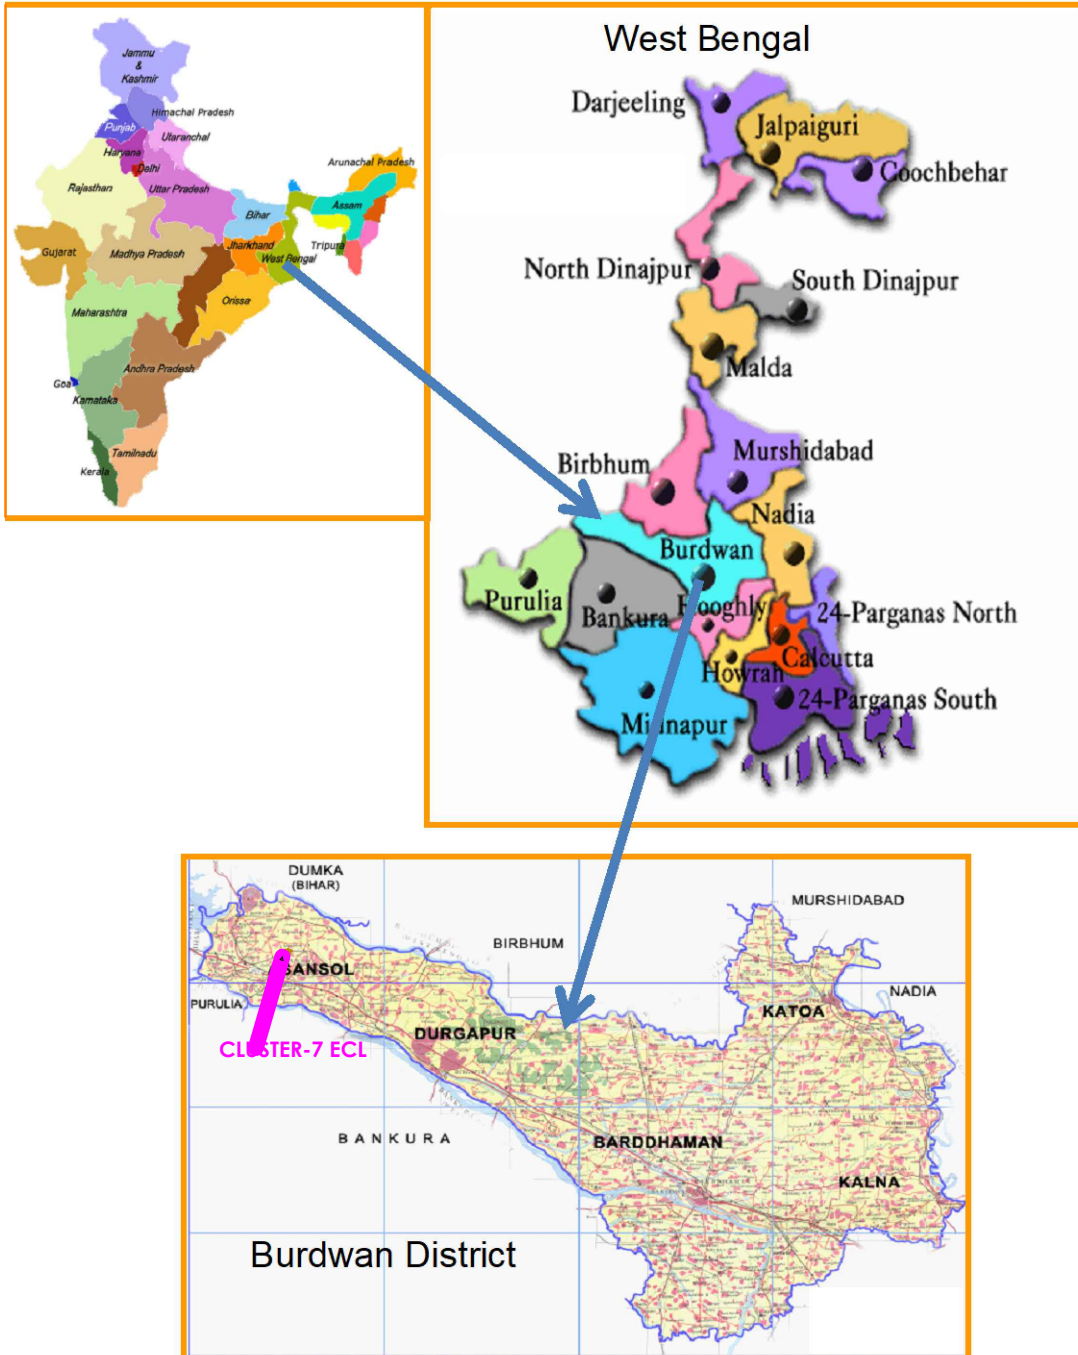 Jammu
&
Kashmir
Himachal Pradesh
Punjab
Utaranchal
Haryana
Delhi
Rajasthan
Uttar Pradesh
Arunachal Pradesh
Assam
Bihar
Gujarat
Madhya Pradesh
Jharkhand
West Bengal
Tripura
Maharashtra
Orissa
Goa
Andhra Pradesh
Karnataka
Tamilnadu
Kerala
West Bengal
Darjeeling
Jalpaiguri
Coochbehar
North Dinajpur
South Dinajpur
Malda
Murshidabad
Birbhum
Nadia
Burdwan
Purulia
Bankura
Hooghly
24-Parganas North
Calcutta
Howrah
24-Parganas South
Midnapur
DUMKA
(BIHAR)
MURSHIDABAD
BIRBHUM
ASANSOL
PURULIA
NADIA
KATOA
DURGAPUR
CLUSTER-7 ECL
BANKURA
BARDDHAMAN
KALNA
Burdwan District